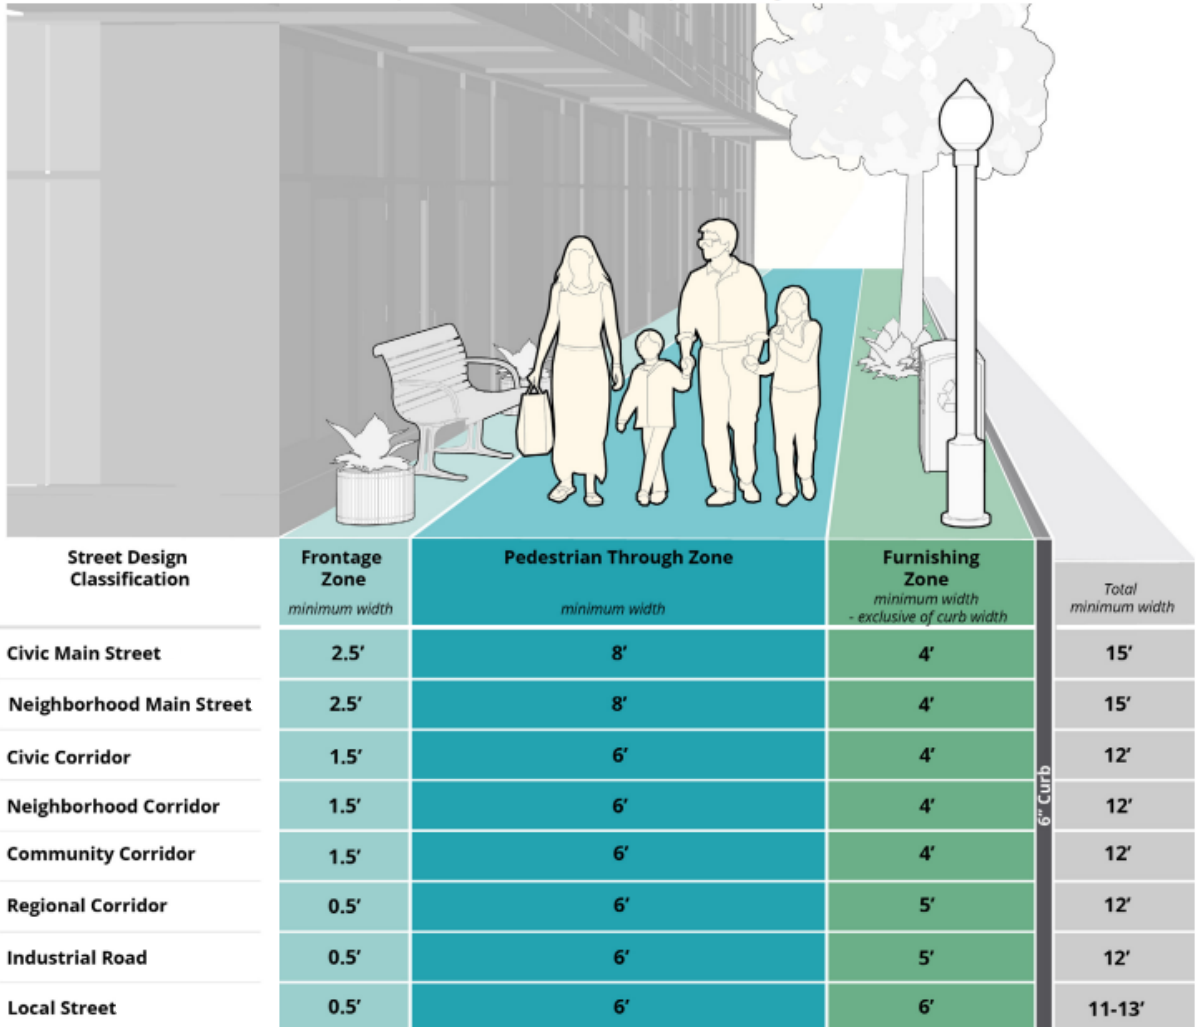 Street Design
Classification
Frontage
Zone
minimum width
Pedestrian Through Zone
minimum width
Furnishing
Zone
minimum width
- exclusive of curb width
Total
minimum width
Civic Main Street 2.5’ 8’ 4’ 15’
Neighborhood Main Street 2.5’ 8’ 4’ 15’
Civic Corridor 1.5’ 6’ 4’ 12’
Neighborhood Corridor 1.5’ 6’ 4’ 12’
Community Corridor 1.5’ 6’ 4’ 12’
Regional Corridor 0.5’ 6’ 5’ 12’
Industrial Road 0.5’ 6’ 5’ 12’
Local Street 0.5’ 6’ 6’ 11-13’
6” Curb